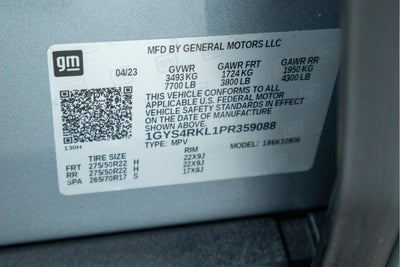 gm
MFD BY GENERAL MOTORS LLC
04/23 GVWR GAWR FRT GAWR RR
3493 KG 1724 KG 1950 KG
7700 LB 3800 LB 4300 LB
THIS VEHICLE CONFORMS TO ALL
APPLICABLE U.S. FEDERAL MOTOR
VEHICLE SAFETY STANDARDS IN EFFECT
ON THE DATE OF MANUFACTURE
SHOWN ABOVE.
1GYS4RKL1PR359088
130H TYPE: MPV MODEL: 1B6K10906
TIRE SIZE RIM
FRT 275/50R22 H 22X9J
RR 275/50R22 H 22X9J
SPA 265/70R17 S 17X8J